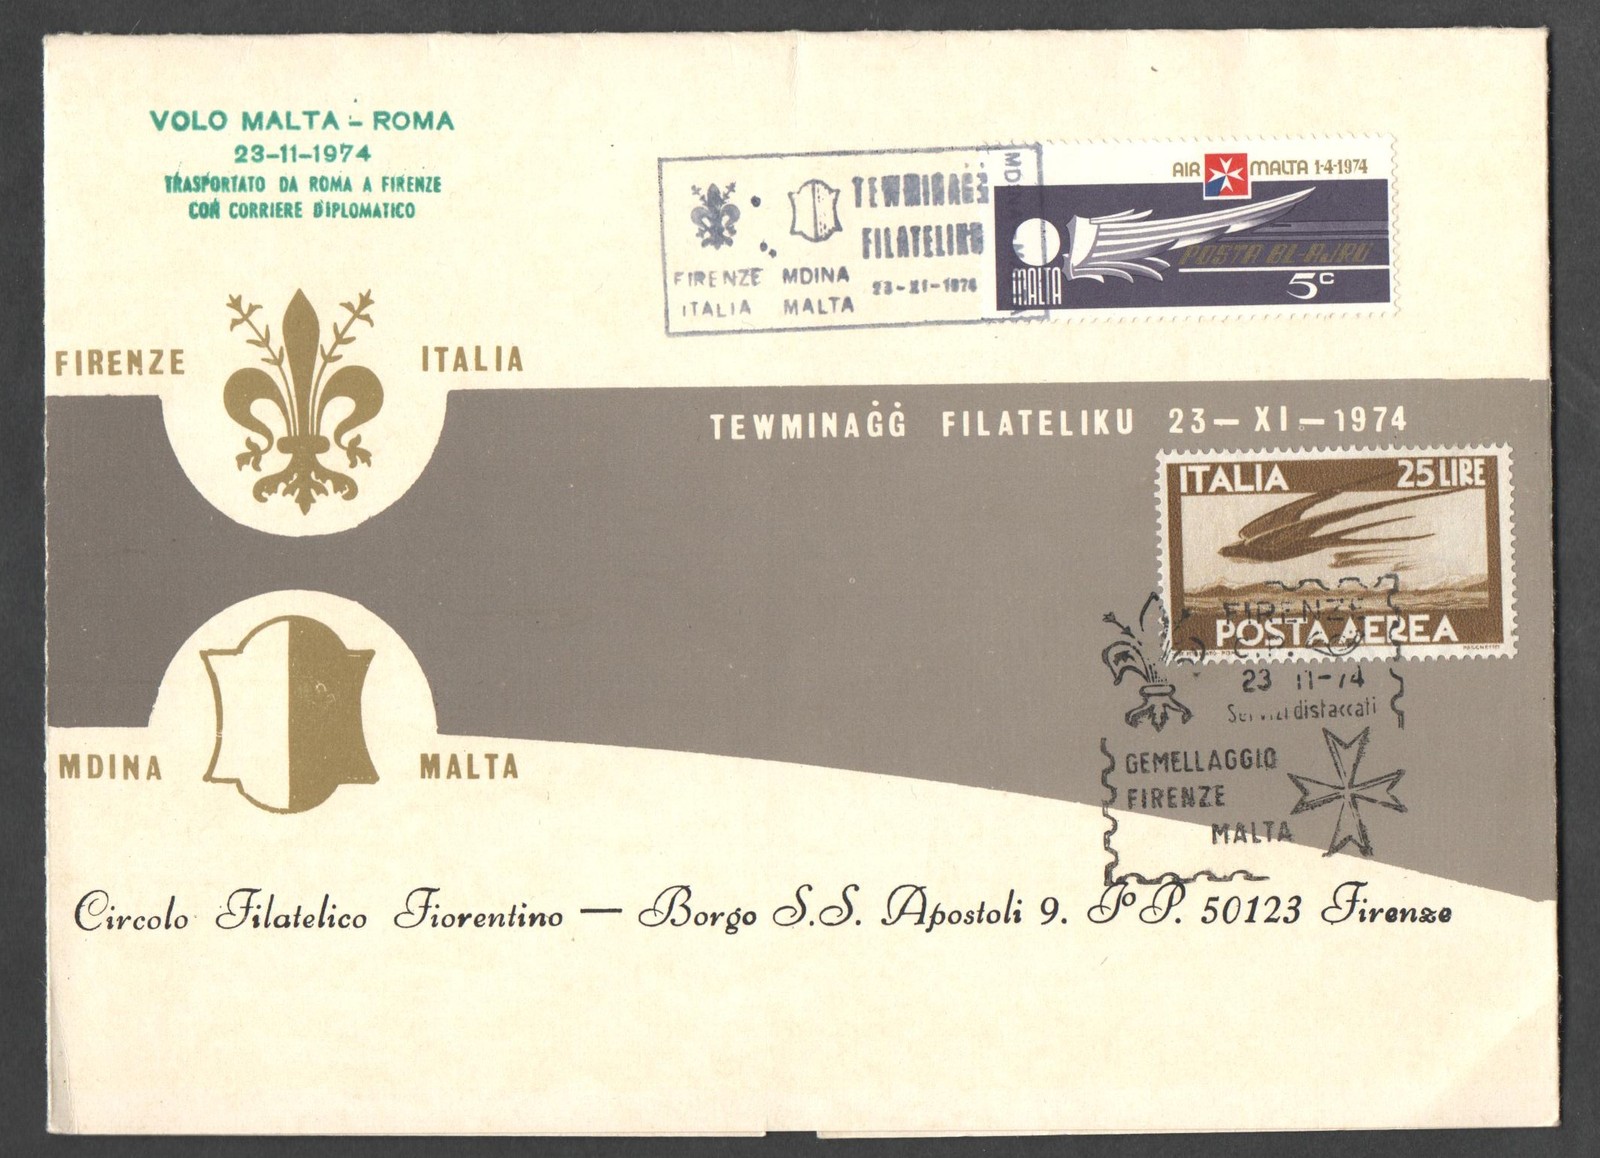 VOLO MALTA - ROMA
23-11-1974
TRASPORTATO DA ROMA A FIRENZE
CON CORRIERE DIPLOMATICO
TEWMINAĠĠ
FILATELIKU
FIRENZE MDINA
23-XI-1974
ITALIA MALTA
AIR MALTA 1-4-1974
POSTA BL-AJRU
MALTA
5c
FIRENZE ITALIA
TEWMINAĠĠ FILATELIKU 23-XI-1974
ITALIA 25 LIRE
POSTA AEREA
FIRENZE
23 11-74
Servizi distaccati
GEMELLAGGIO
FIRENZE
MALTA
MDINA MALTA
Circolo Filatelico Fiorentino — Borgo S.S. Apostoli 9. Pº P. 50123 Firenze